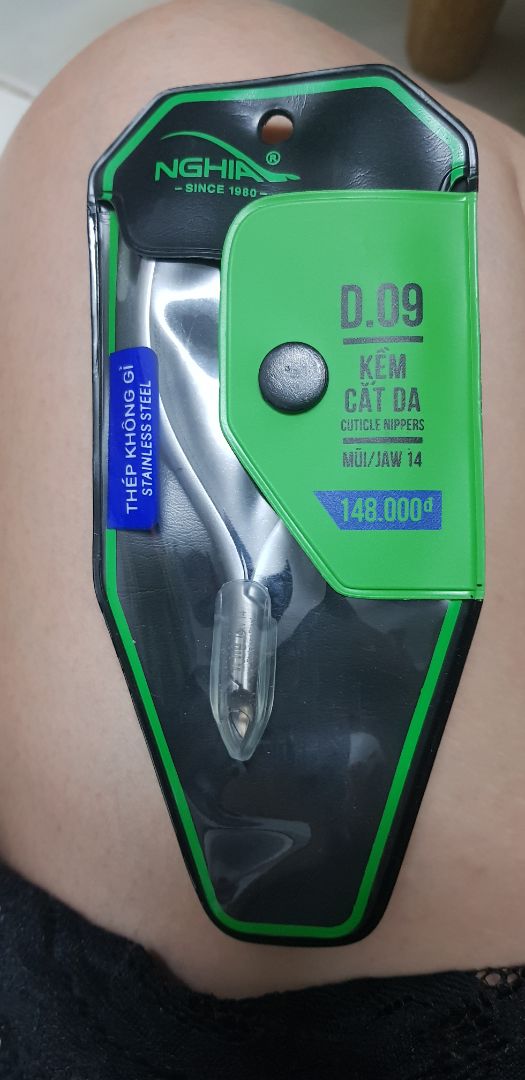 NGHIA®
– SINCE 1980 –
D.09
KỀM
CẮT DA
CUTICLE NIPPERS
MŨI/JAW 14
148.000đ
THÉP KHÔNG GỈ
STAINLESS STEEL